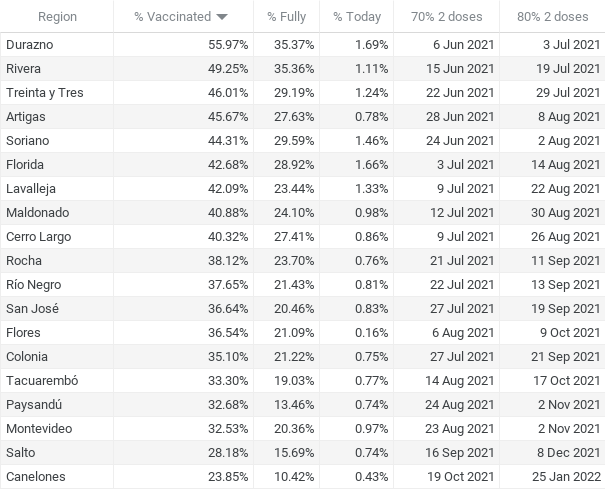 Region % Vaccinated % Fully % Today 70% 2 doses 80% 2 doses
Durazno 55.97% 35.37% 1.69% 6 Jun 2021 3 Jul 2021
Rivera 49.25% 35.36% 1.11% 15 Jun 2021 19 Jul 2021
Treinta y Tres 46.01% 29.19% 1.24% 22 Jun 2021 29 Jul 2021
Artigas 45.67% 27.63% 0.78% 28 Jun 2021 8 Aug 2021
Soriano 44.31% 29.59% 1.46% 24 Jun 2021 2 Aug 2021
Florida 42.68% 28.92% 1.66% 3 Jul 2021 14 Aug 2021
Lavalleja 42.09% 23.44% 1.33% 9 Jul 2021 22 Aug 2021
Maldonado 40.88% 24.10% 0.98% 12 Jul 2021 30 Aug 2021
Cerro Largo 40.32% 27.41% 0.86% 9 Jul 2021 26 Aug 2021
Rocha 38.12% 23.70% 0.76% 21 Jul 2021 11 Sep 2021
Río Negro 37.65% 21.43% 0.81% 22 Jul 2021 13 Sep 2021
San José 36.64% 20.46% 0.83% 27 Jul 2021 19 Sep 2021
Flores 36.54% 21.09% 0.16% 6 Aug 2021 9 Oct 2021
Colonia 35.10% 21.22% 0.75% 27 Jul 2021 21 Sep 2021
Tacuarembó 33.30% 19.03% 0.77% 14 Aug 2021 17 Oct 2021
Paysandú 32.68% 13.46% 0.74% 24 Aug 2021 2 Nov 2021
Montevideo 32.53% 20.36% 0.97% 23 Aug 2021 2 Nov 2021
Salto 28.18% 15.69% 0.74% 16 Sep 2021 8 Dec 2021
Canelones 23.85% 10.42% 0.43% 19 Oct 2021 25 Jan 2022